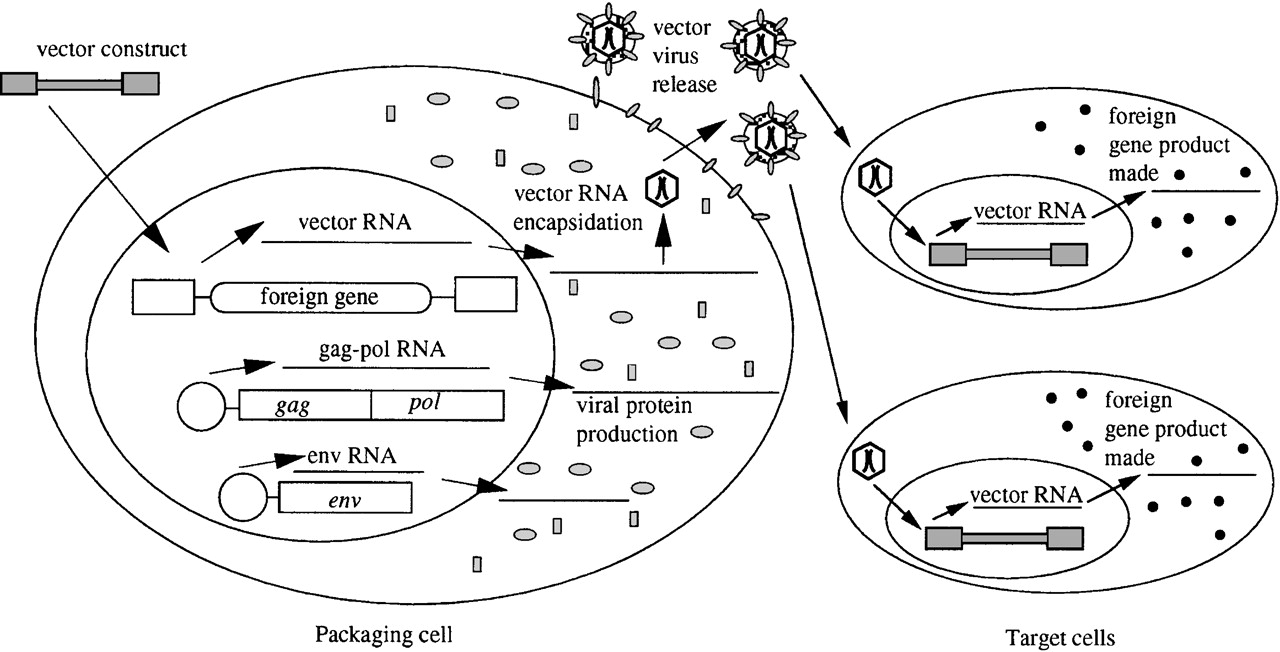 vector construct
vector
virus
release
foreign
gene product
made
vector RNA
vector RNA
encapsidation
vector RNA
foreign gene
gag-pol RNA
gag
pol
viral protein
production
env RNA
env
foreign
gene product
made
vector RNA
Packaging cell
Target cells